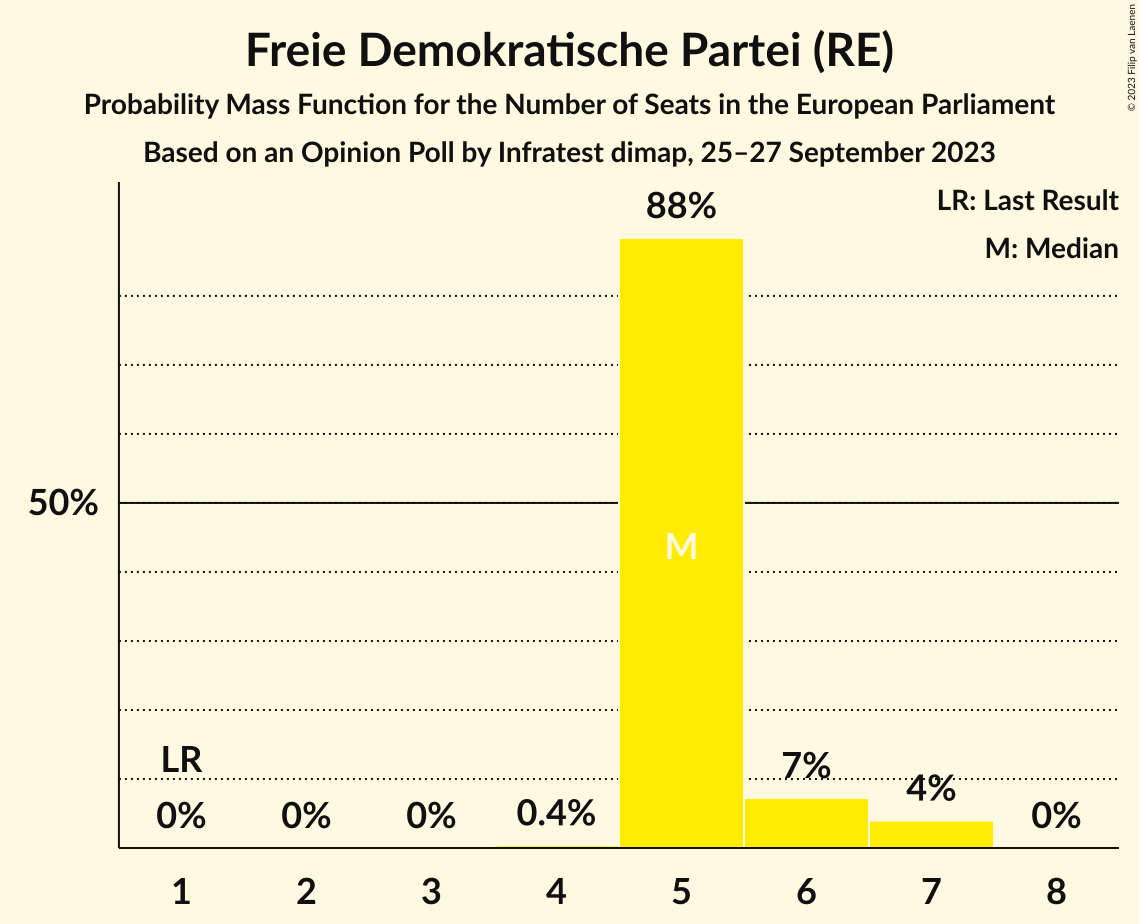 Freie Demokratische Partei (RE)
Probability Mass Function for the Number of Seats in the European Parliament
Based on an Opinion Poll by Infratest dimap, 25–27 September 2023
© 2023 Filip van Laenen
LR: Last Result
M: Median
88%
50%
M
LR
0%
0%
0%
0.4%
7%
4%
0%
1
2
3
4
5
6
7
8